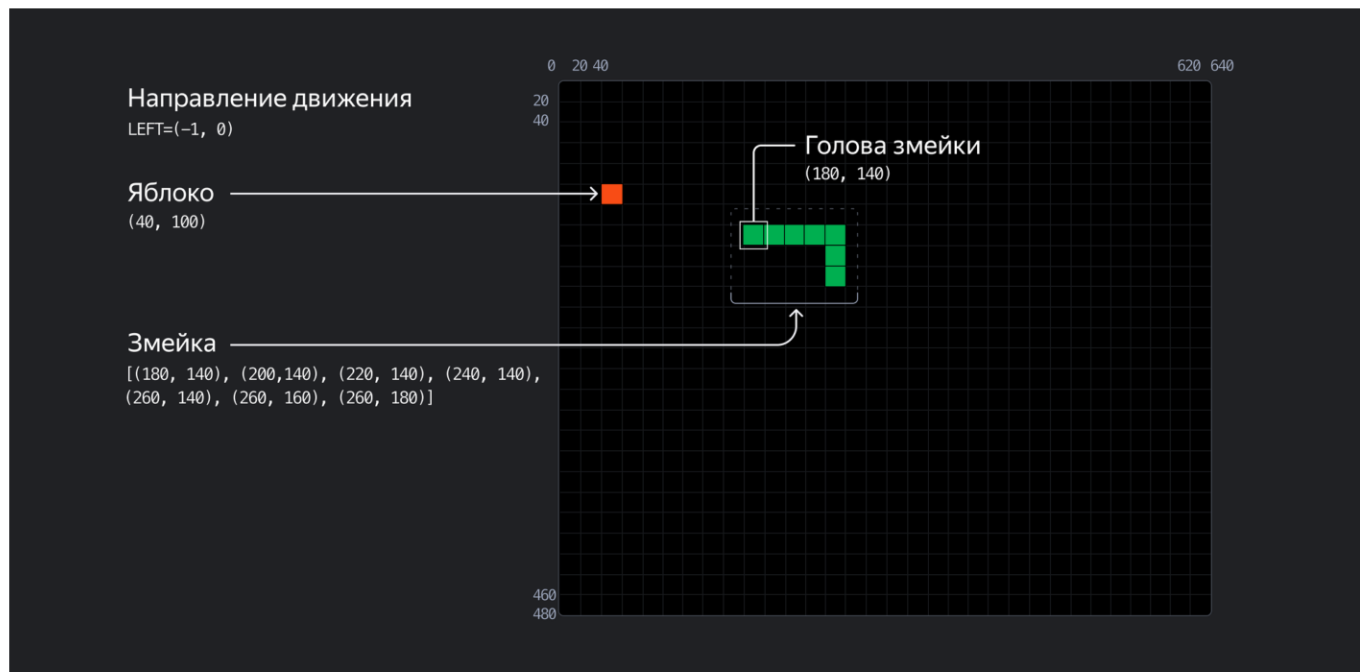 0 20 40 620 640
Направление движения
LEFT=(−1, 0)
20
40
Голова змейки
(180, 140)
Яблоко
(40, 100)
Змейка
[(180, 140), (200,140), (220, 140), (240, 140),
(260, 140), (260, 160), (260, 180)]
460
480